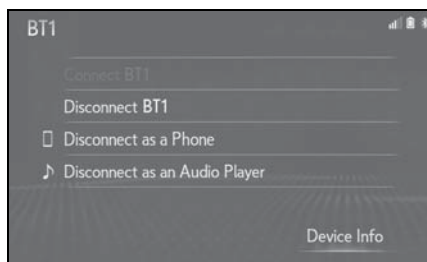 BT1
Connect BT1
Disconnect BT1
Disconnect as a Phone
Disconnect as an Audio Player
Device Info